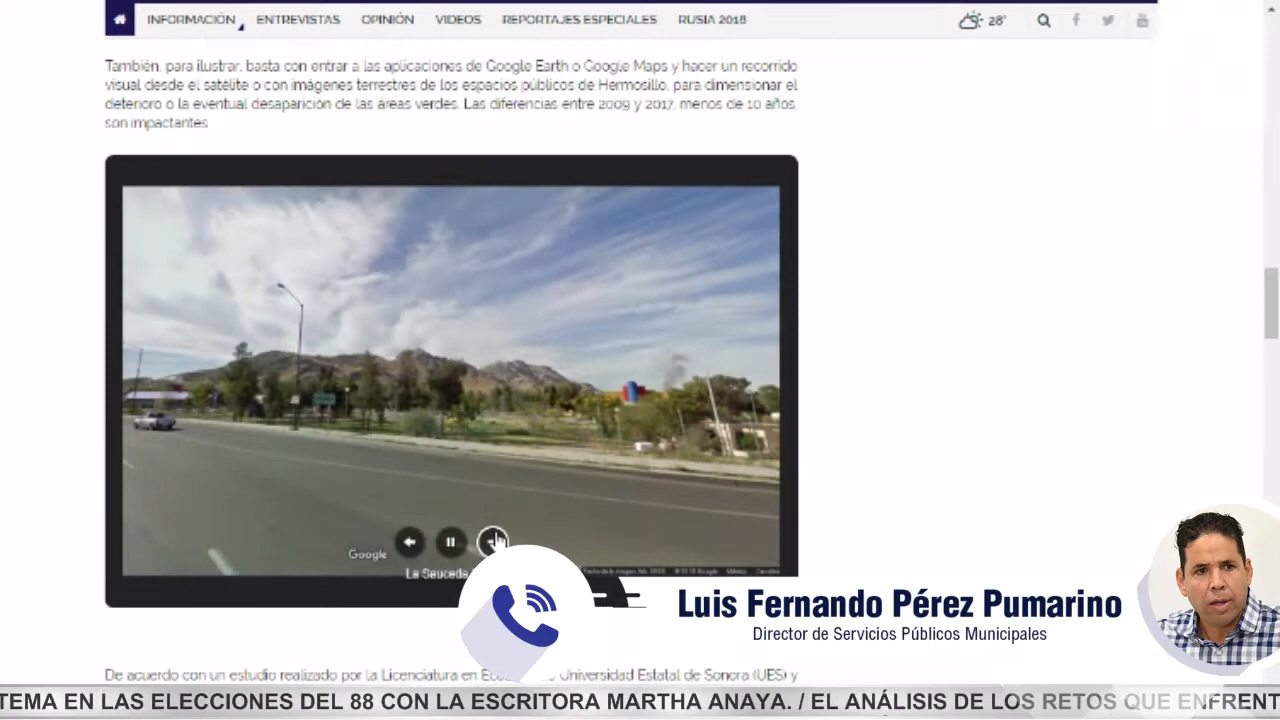 INFORMACIÓN ENTREVISTAS OPINIÓN VIDEOS REPORTAJES ESPECIALES RUSIA 2018 28°
También, para ilustrar, basta con entrar a las aplicaciones de Google Earth o Google Maps y hacer un recorrido
visual desde el satélite o con imágenes terrestres de los espacios públicos de Hermosillo, para dimensionar el
deterioro o la eventual desaparición de las áreas verdes. Las diferencias entre 2009 y 2017, menos de 10 años,
son impactantes
Google
La Sauceda
Luis Fernando Pérez Pumarino
Director de Servicios Públicos Municipales
De acuerdo con un estudio realizado por la Licenciatura en Universidad Estatal de Sonora (UES) y
TEMA EN LAS ELECCIONES DEL 88 CON LA ESCRITORA MARTHA ANAYA. / EL ANÁLISIS DE LOS RETOS QUE ENFRENT